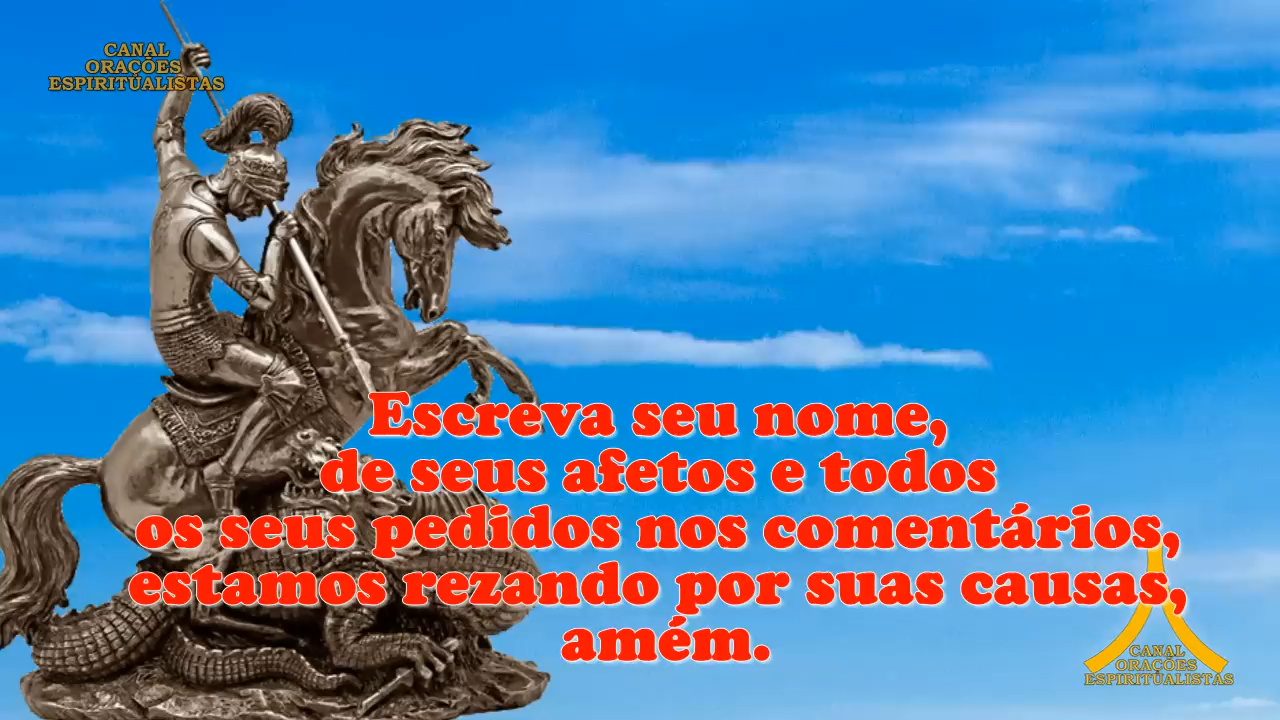 CANAL
ORAÇÕES
ESPIRITUALISTAS
Escreva seu nome,
de seus afetos e todos
os seus pedidos nos comentários,
estamos rezando por suas causas,
amém.
CANAL
ORAÇÕES
ESPIRITUALISTAS